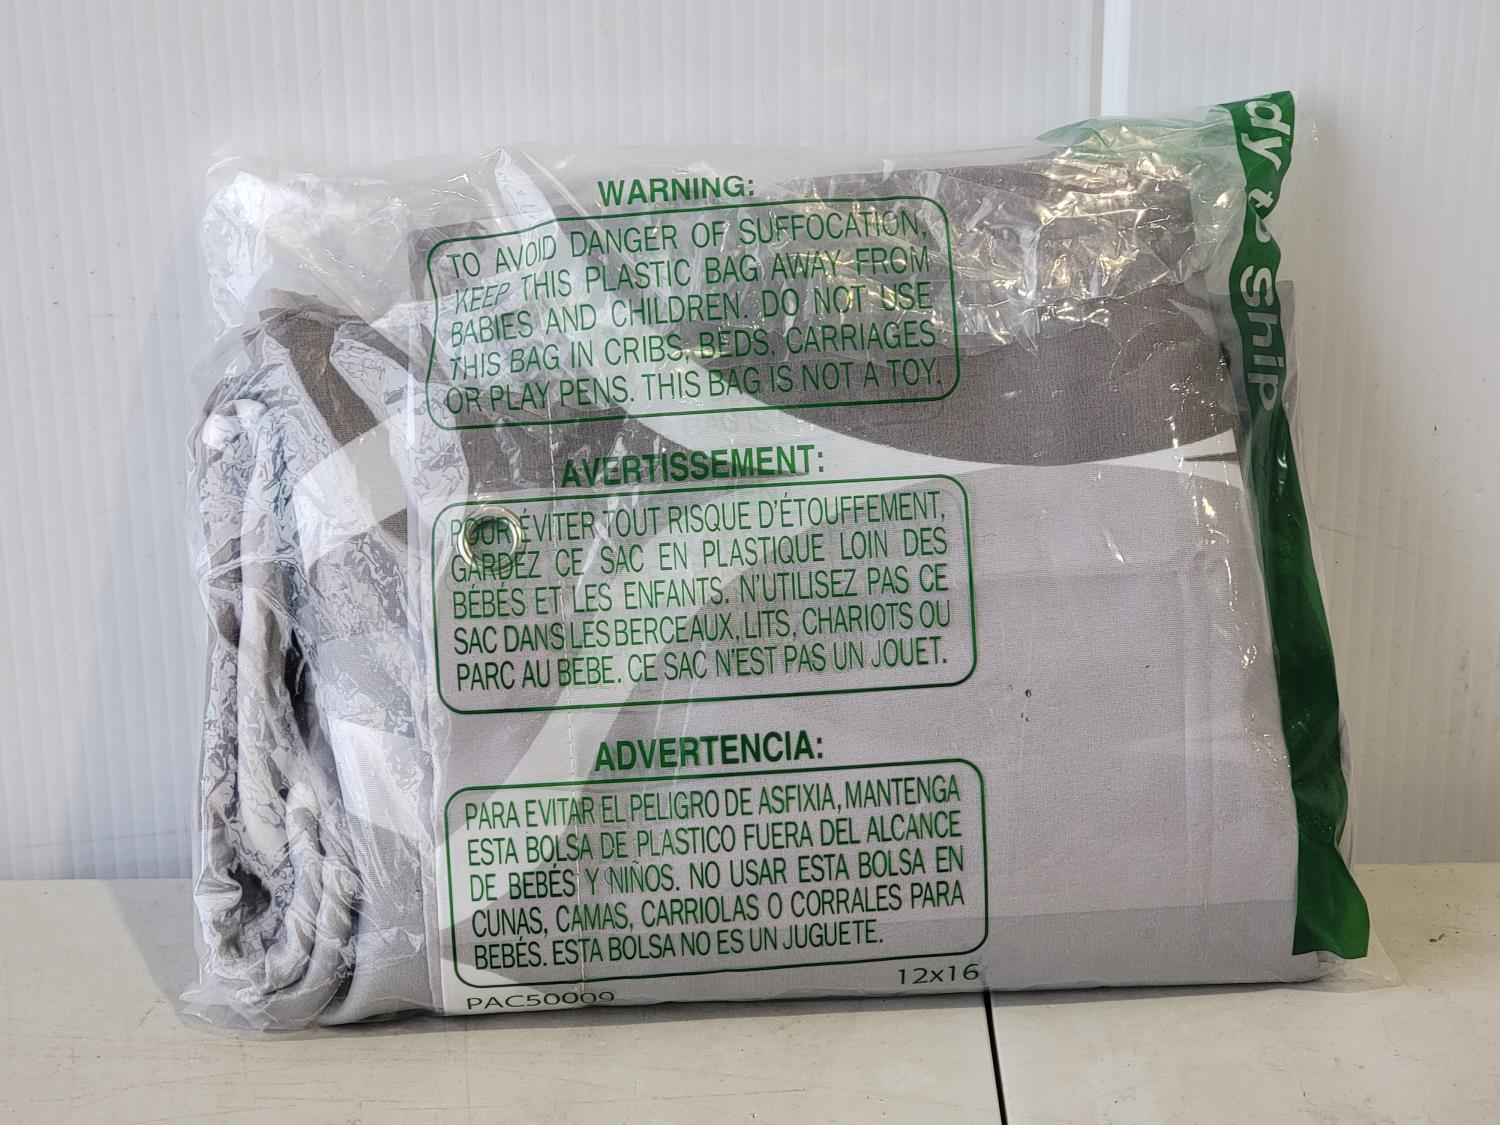 WARNING:
TO AVOID DANGER OF SUFFOCATION,
KEEP THIS PLASTIC BAG AWAY FROM
BABIES AND CHILDREN. DO NOT USE
THIS BAG IN CRIBS, BEDS, CARRIAGES
OR PLAY PENS. THIS BAG IS NOT A TOY.
AVERTISSEMENT:
POUR ÉVITER TOUT RISQUE D'ÉTOUFFEMENT,
GARDEZ CE SAC EN PLASTIQUE LOIN DES
BÉBÉS ET LES ENFANTS. N'UTILISEZ PAS CE
SAC DANS LES BERCEAUX, LITS, CHARIOTS OU
PARC AU BEBE. CE SAC N'EST PAS UN JOUET.
ADVERTENCIA:
PARA EVITAR EL PELIGRO DE ASFIXIA, MANTENGA
ESTA BOLSA DE PLASTICO FUERA DEL ALCANCE
DE BEBÉS Y NIÑOS. NO USAR ESTA BOLSA EN
CUNAS, CAMAS, CARRIOLAS O CORRALES PARA
BEBÉS. ESTA BOLSA NO ES UN JUGUETE.
PAC50009 12x16
dy to Ship